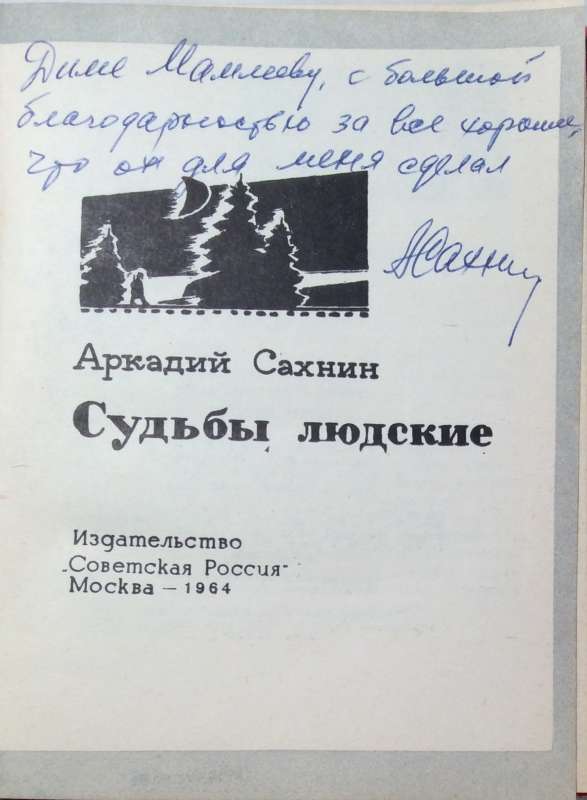 Диме Мамлееву, с большой
благодарностью за все хорошее,
что он для меня сделал
АСахнин
Аркадий Сахнин
Судьбы людские
Издательство
„Советская Россия“
Москва — 1964